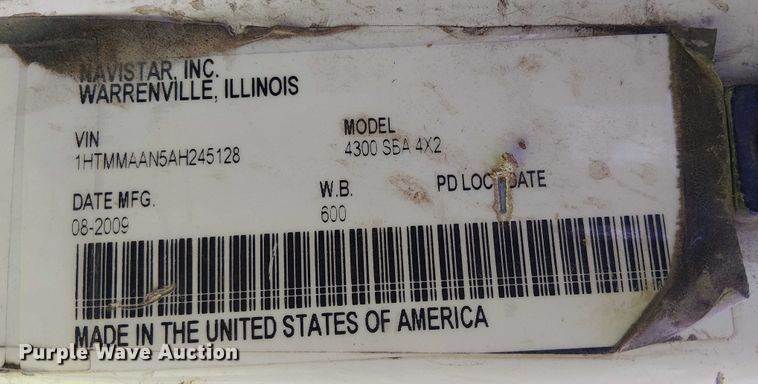 NAVISTAR, INC.
WARRENVILLE, ILLINOIS
VIN
1HTMMAAN5AH245128
MODEL
4300 SBA 4X2
DATE MFG.
08-2009
W.B.
600
PD LOC DATE
MADE IN THE UNITED STATES OF AMERICA
Purple Wave Auction